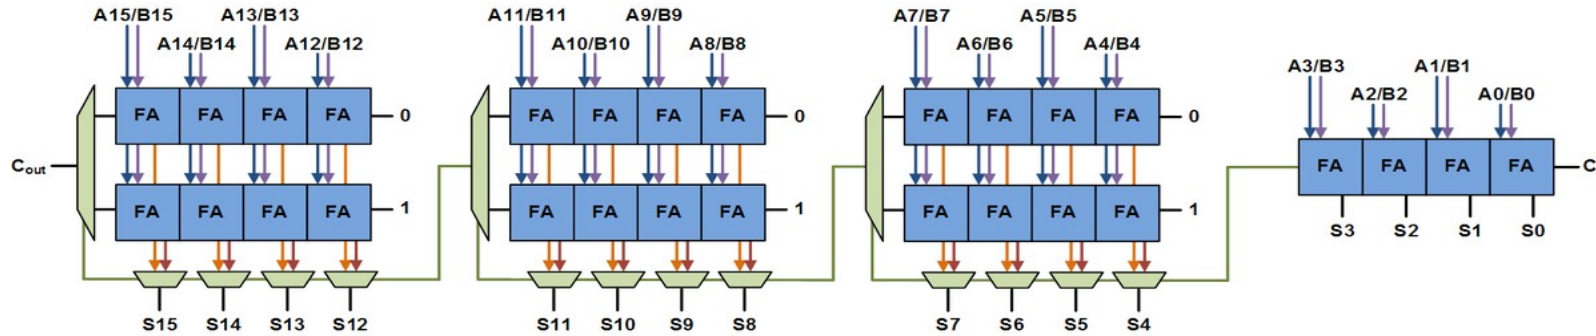 A15/B15 A13/B13 A11/B11 A9/B9 A7/B7 A5/B5
A14/B14 A12/B12 A10/B10 A8/B8 A6/B6 A4/B4
A3/B3 A1/B1
A2/B2 A0/B0
FA FA FA FA 0 FA FA FA FA 0 FA FA FA FA 0
Cout FA FA FA FA C
FA FA FA FA 1 FA FA FA FA 1 FA FA FA FA 1
S3 S2 S1 S0
S15 S14 S13 S12 S11 S10 S9 S8 S7 S6 S5 S4